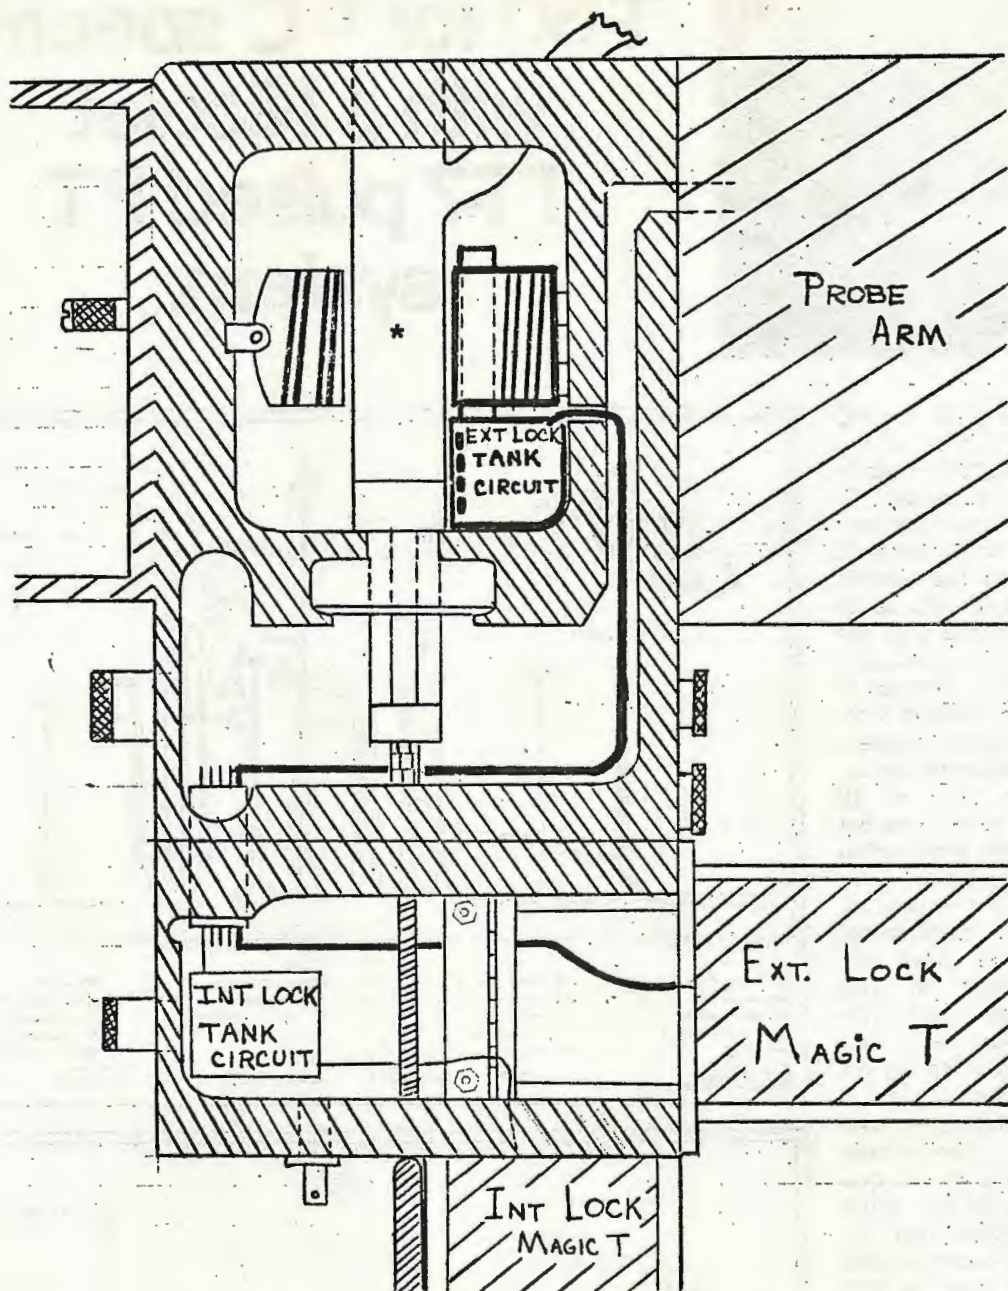 PROBE
ARM
*
EXT LOCK
TANK
CIRCUIT
EXT. LOCK
MAGIC T
INT LOCK
TANK
CIRCUIT
INT LOCK
MAGIC T